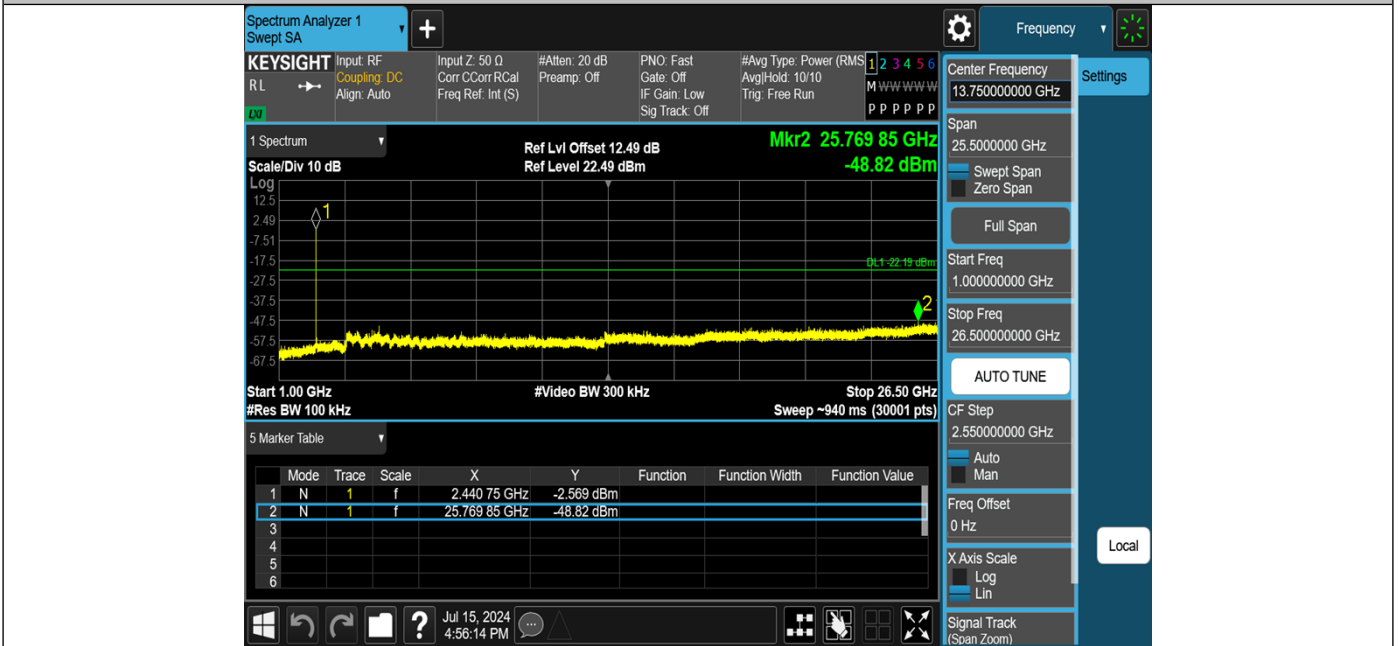 Spectrum Analyzer 1
Swept SA
+
Frequency
KEYSIGHT
RL
LXI
Input: RF
Coupling: DC
Align: Auto
Input Z: 50 Ω
Corr CCorr RCal
Freq Ref: Int (S)
#Atten: 20 dB
Preamp: Off
PNO: Fast
Gate: Off
IF Gain: Low
Sig Track: Off
#Avg Type: Power (RMS
Avg|Hold: 10/10
Trig: Free Run
1 2 3 4 5 6
M W W W W W
P P P P P P
1 Spectrum
Scale/Div 10 dB
Ref Lvl Offset 12.49 dB
Ref Level 22.49 dBm
Mkr2 25.769 85 GHz
-48.82 dBm
Log
12.5
2.49
-7.51
-17.5
-27.5
-37.5
-47.5
-57.5
-67.5
1
DL1 -22.19 dBm
2
Start 1.00 GHz
#Video BW 300 kHz
Stop 26.50 GHz
#Res BW 100 kHz
Sweep ~940 ms (30001 pts)
5 Marker Table
Mode Trace Scale X Y Function Function Width Function Value
1 N 1 f 2.440 75 GHz -2.569 dBm
2 N 1 f 25.769 85 GHz -48.82 dBm
3
4
5
6
?
Jul 15, 2024
4:56:14 PM
Center Frequency
13.750000000 GHz
Settings
Span
25.5000000 GHz
Swept Span
Zero Span
Full Span
Start Freq
1.000000000 GHz
Stop Freq
26.500000000 GHz
AUTO TUNE
CF Step
2.550000000 GHz
Auto
Man
Freq Offset
0 Hz
Local
X Axis Scale
Log
Lin
Signal Track
(Span Zoom)